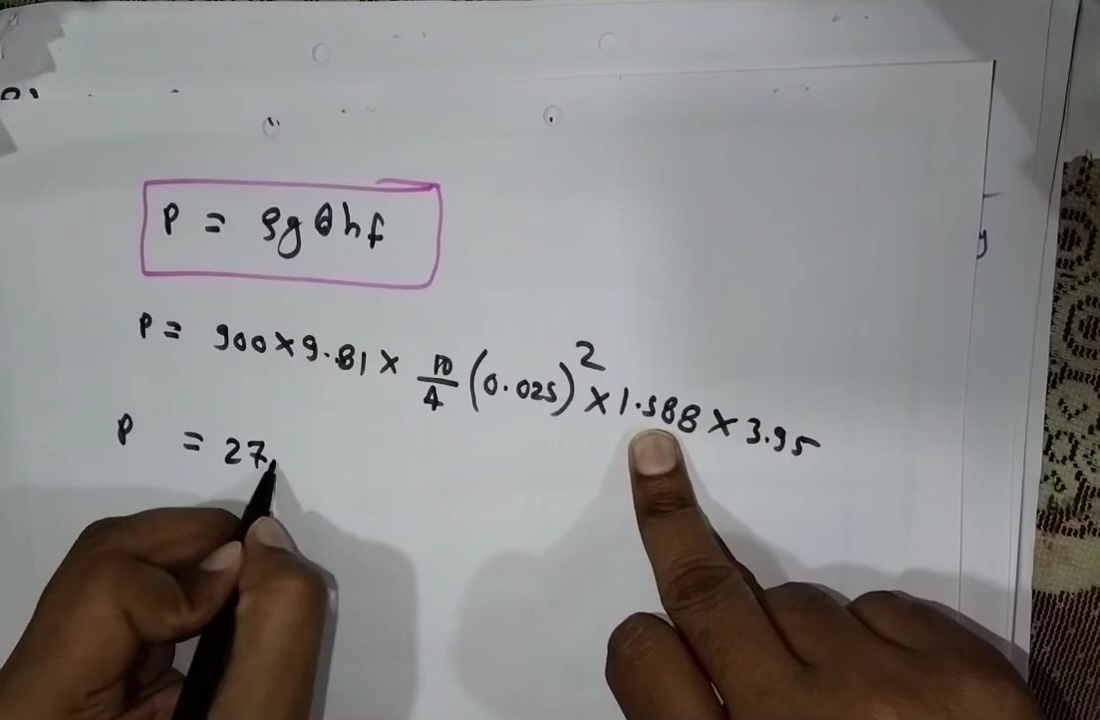 P = ρgQhf
P = 900 × 9.81 × π/4 (0.025)² × 1.588 × 3.95
P = 27.
y